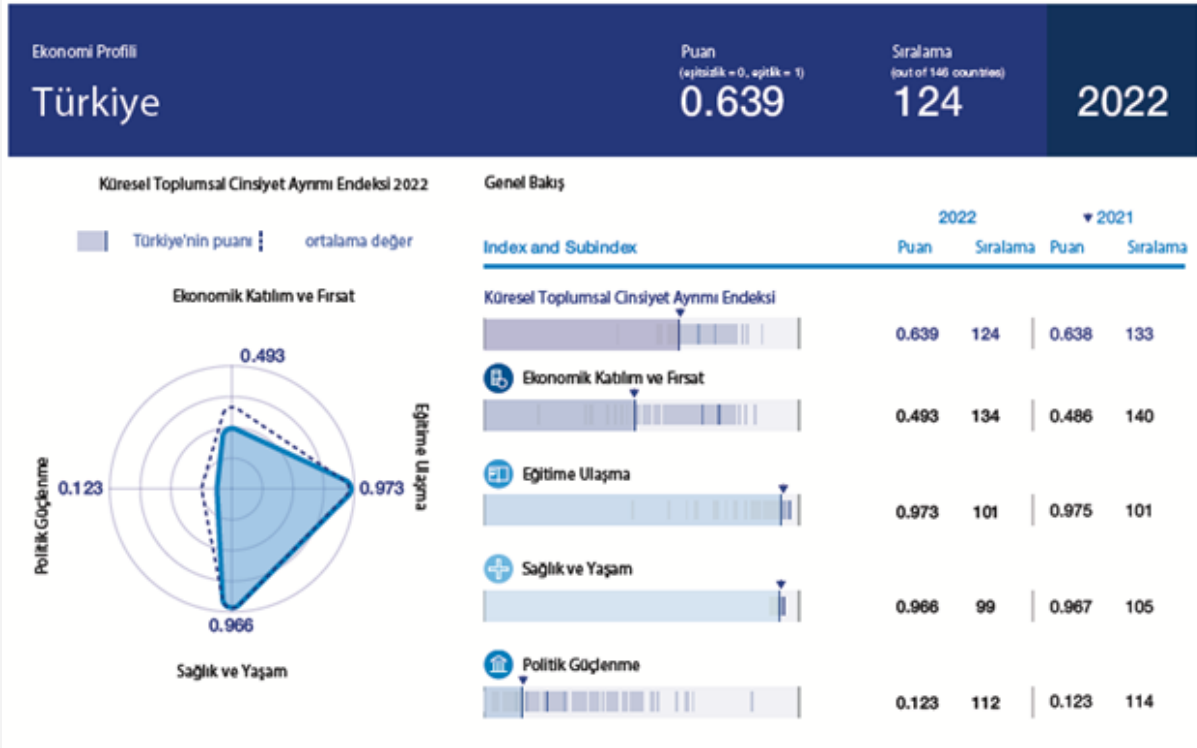 Ekonomi Profili
Türkiye
Puan
(eşitsizlik = 0, eşitlik = 1)
0.639
Sıralama
(out of 146 countries)
124
2022
Küresel Toplumsal Cinsiyet Ayrımı Endeksi 2022
Türkiye'nin puanı
ortalama değer
Ekonomik Katılım ve Fırsat
0.493
Eğitime Ulaşma
0.973
Politik Güçlenme
0.123
0.966
Sağlık ve Yaşam
Genel Bakış
2022 2021
Index and Subindex Puan Sıralama Puan Sıralama
Küresel Toplumsal Cinsiyet Ayrımı Endeksi
0.639 124 0.638 133
Ekonomik Katılım ve Fırsat
0.493 134 0.486 140
Eğitime Ulaşma
0.973 101 0.975 101
Sağlık ve Yaşam
0.966 99 0.967 105
Politik Güçlenme
0.123 112 0.123 114